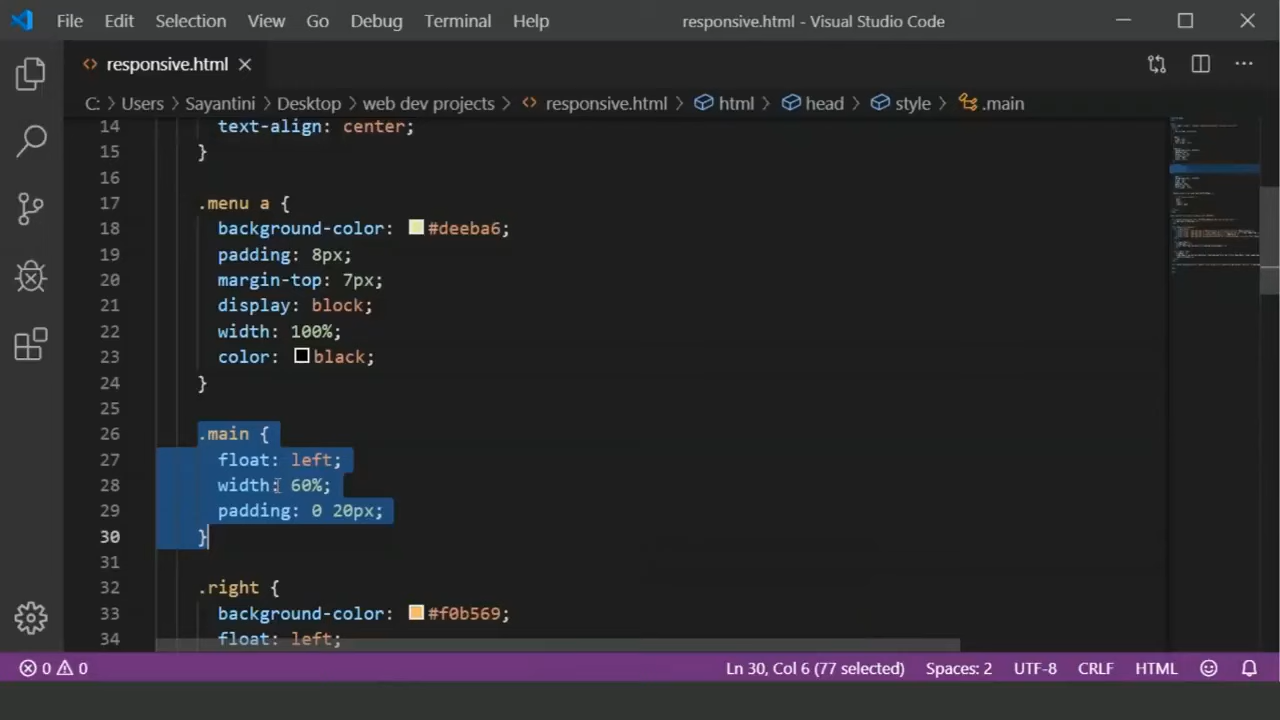 File Edit Selection View Go Debug Terminal Help responsive.html - Visual Studio Code
responsive.html
C: > Users > Sayantini > Desktop > web dev projects > responsive.html > html > head > style > .main
14 text-align: center;
15 }
16
17 .menu a {
18 background-color: #deeba6;
19 padding: 8px;
20 margin-top: 7px;
21 display: block;
22 width: 100%;
23 color: black;
24 }
25
26 .main {
27 float: left;
28 width: 60%;
29 padding: 0 20px;
30 }
31
32 .right {
33 background-color: #f0b569;
34 float: left;
0 0 Ln 30, Col 6 (77 selected) Spaces: 2 UTF-8 CRLF HTML